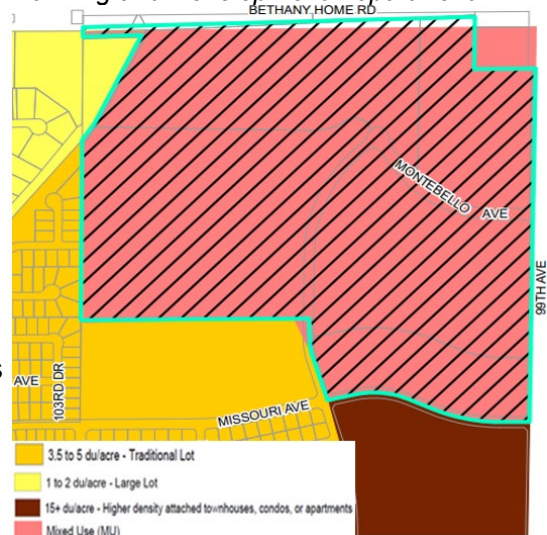 BETHANY HOME RD
MONTEBELLO AVE
99TH AVE
AVE
103RD DR
MISSOURI AVE
3.5 to 5 du/acre - Traditional Lot
1 to 2 du/acre - Large Lot
15+ du/acre - Higher density attached townhouses, condos, or apartments
Mixed Use (MU)